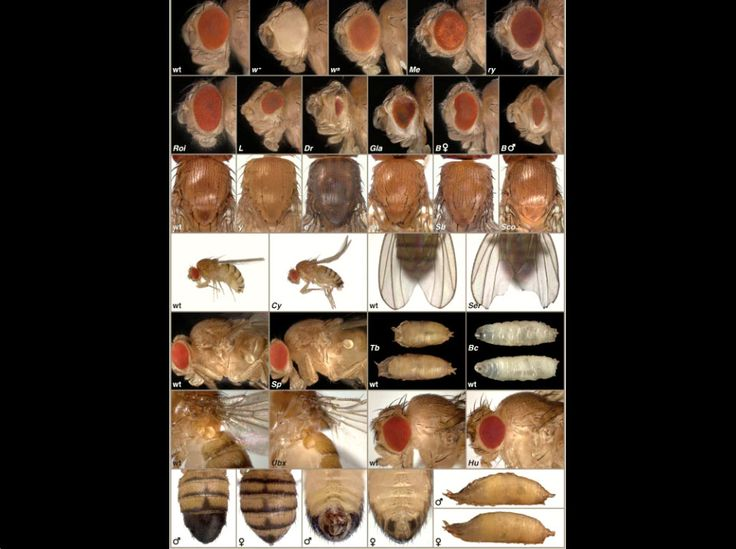 wt w⁻ wᵃ Me ry
Roi L Dr Gla B♀ B♂
wt y e Sb Sco
wt Cy wt Ser
Tb Bc
wt Sp wt wt
wt Ubx wt Hu
♂
♂ ♀ ♂ ♀ ♀